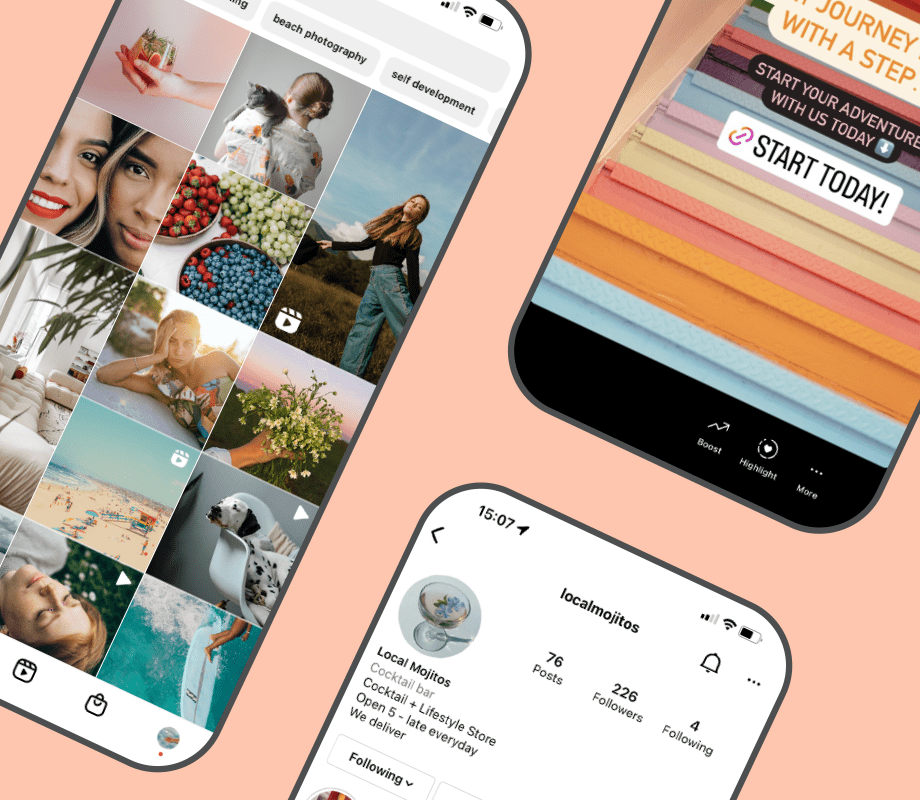 beach photography
self development
JOURNEY
WITH A STEP
START YOUR ADVENTURE
WITH US TODAY
START TODAY!
Boost
Highlight
More
15:07
localmojitos
Local Mojitos
Cocktail bar
Cocktail + Lifestyle Store
Open 5 - late everyday
We deliver
76
Posts
226
Followers
4
Following
Following